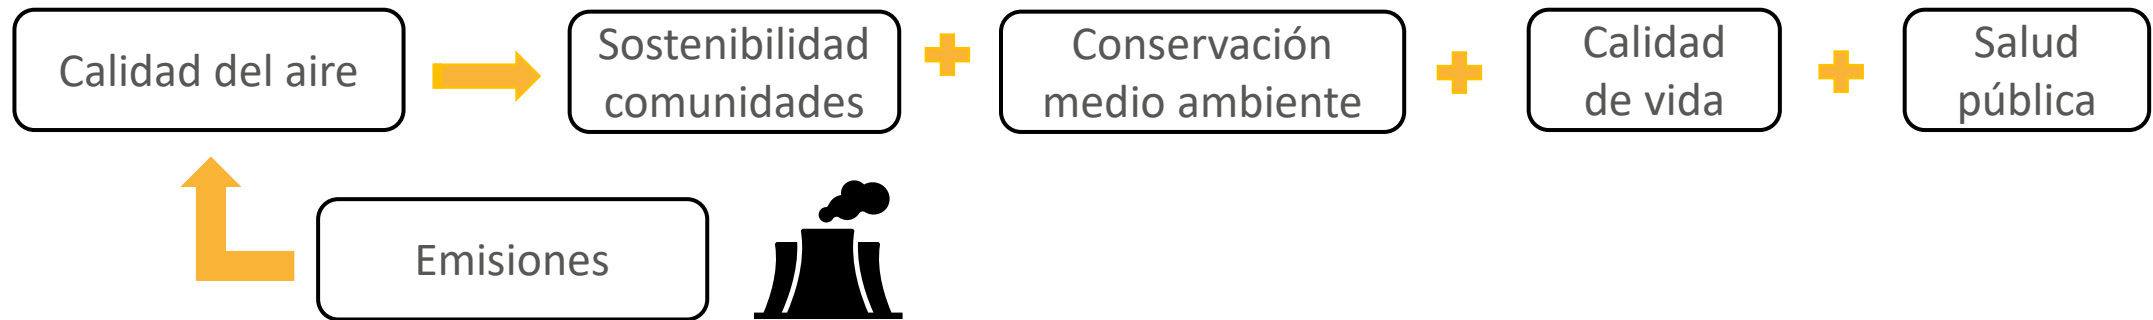 Calidad del aire
Sostenibilidad
comunidades
Conservación
medio ambiente
Calidad
de vida
Salud
pública
Emisiones